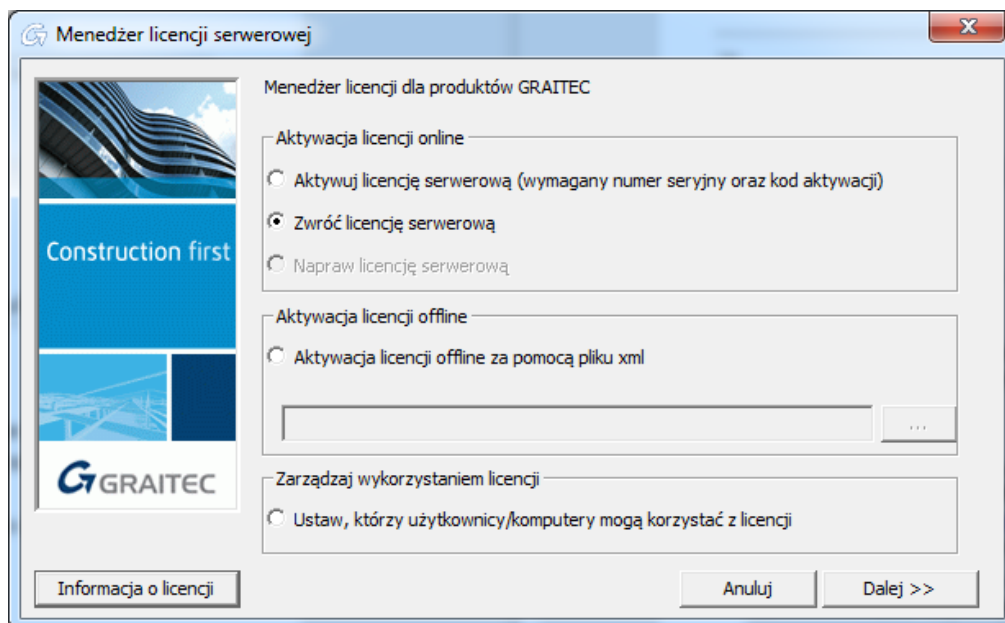 Menedżer licencji serwerowej
Menedżer licencji dla produktów GRAITEC
Aktywacja licencji online
Aktywuj licencję serwerową (wymagany numer seryjny oraz kod aktywacji)
Zwróć licencję serwerową
Napraw licencję serwerową
Construction first
Aktywacja licencji offline
Aktywacja licencji offline za pomocą pliku xml
...
GRAITEC
Zarządzaj wykorzystaniem licencji
Ustaw, którzy użytkownicy/komputery mogą korzystać z licencji
Informacja o licencji
Anuluj
Dalej >>